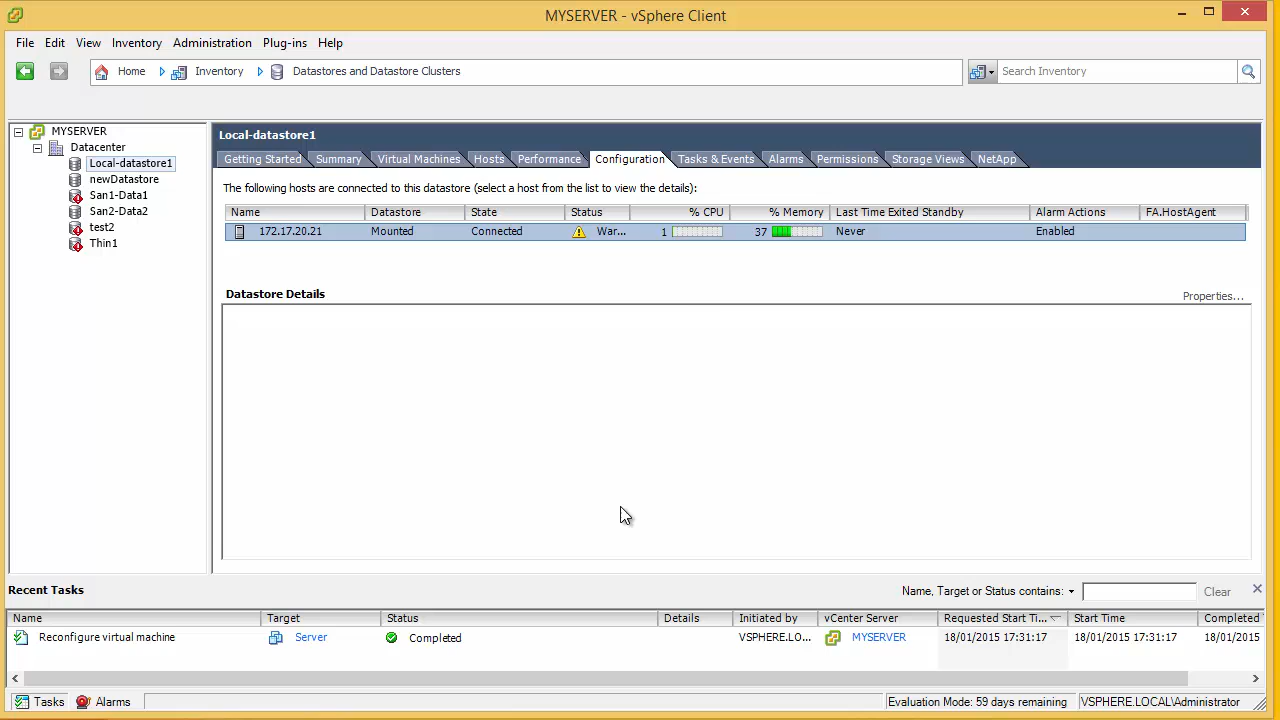 MYSERVER - vSphere Client
File Edit View Inventory Administration Plug-ins Help
Home Inventory Datastores and Datastore Clusters Search Inventory
MYSERVER
Datacenter
Local-datastore1
newDatastore
San1-Data1
San2-Data2
test2
Thin1
Local-datastore1
Getting Started Summary Virtual Machines Hosts Performance Configuration Tasks & Events Alarms Permissions Storage Views NetApp
The following hosts are connected to this datastore (select a host from the list to view the details):
Name Datastore State Status % CPU % Memory Last Time Exited Standby Alarm Actions FA.HostAgent
172.17.20.21 Mounted Connected War... 1 37 Never Enabled
Datastore Details Properties...
Recent Tasks Name, Target or Status contains: Clear
Name Target Status Details Initiated by vCenter Server Requested Start Ti... Start Time Completed
Reconfigure virtual machine Server Completed VSPHERE.LO... MYSERVER 18/01/2015 17:31:17 18/01/2015 17:31:17 18/01/2015
Tasks Alarms Evaluation Mode: 59 days remaining VSPHERE.LOCAL\Administrator